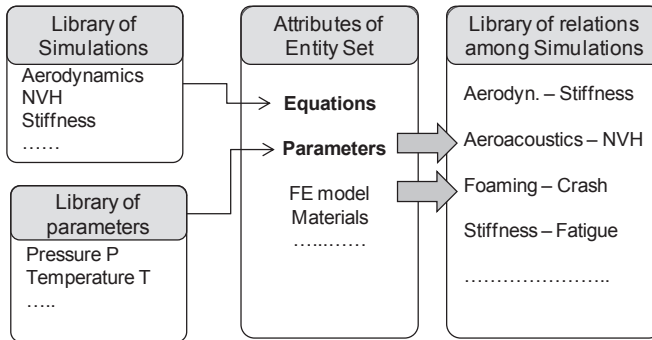 Library of
Simulations
Aerodynamics
NVH
Stiffness
……
Library of
parameters
Pressure P
Temperature T
…..
Attributes of
Entity Set
Equations
Parameters
FE model
Materials
…...……
Library of relations
among Simulations
Aerodyn. – Stiffness
Aeroacoustics – NVH
Foaming – Crash
Stiffness – Fatigue
…………………..